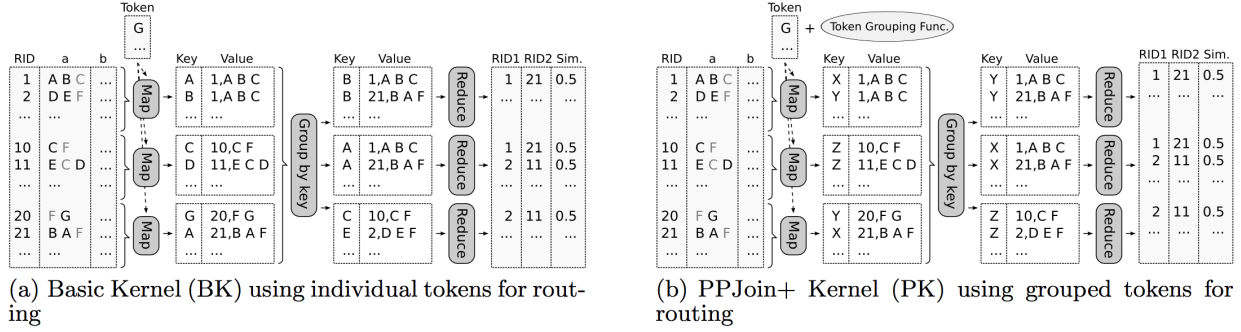 Token
G
...
RID a b Key Value Key Value RID1 RID2 Sim.
1 A B C ... Map A 1,A B C B 1,A B C Reduce 1 21 0.5
2 D E F ... B 1,A B C B 21,B A F ... ... ...
... ... ... ... ... ...
10 C F ... Map C 10,C F Group by key A 1,A B C Reduce 1 21 0.5
11 E C D ... D 11,E C D A 21,B A F 2 11 0.5
... ... ... ... ... ... ... ... ...
20 F G ... Map G 20,F G C 10,C F Reduce 2 11 0.5
21 B A F ... A 21,B A F E 2,D E F ... ... ...
... ... ... ... ... ...
(a) Basic Kernel (BK) using individual tokens for rout-
ing
Token
G + Token Grouping Func.
...
RID a b Key Value Key Value RID1 RID2 Sim.
1 A B C ... Map X 1,A B C Y 1,A B C Reduce 1 21 0.5
2 D E F ... Y 1,A B C Y 21,B A F ... ... ...
... ... ... ... ... ...
10 C F ... Map Z 10,C F Group by key X 1,A B C Reduce 1 21 0.5
11 E C D ... Z 11,E C D X 21,B A F 2 11 0.5
... ... ... ... ... ... ... ... ...
20 F G ... Map Y 20,F G Z 10,C F Reduce 2 11 0.5
21 B A F ... X 21,B A F Z 2,D E F ... ... ...
... ... ... ... ... ...
(b) PPJoin+ Kernel (PK) using grouped tokens for
routing